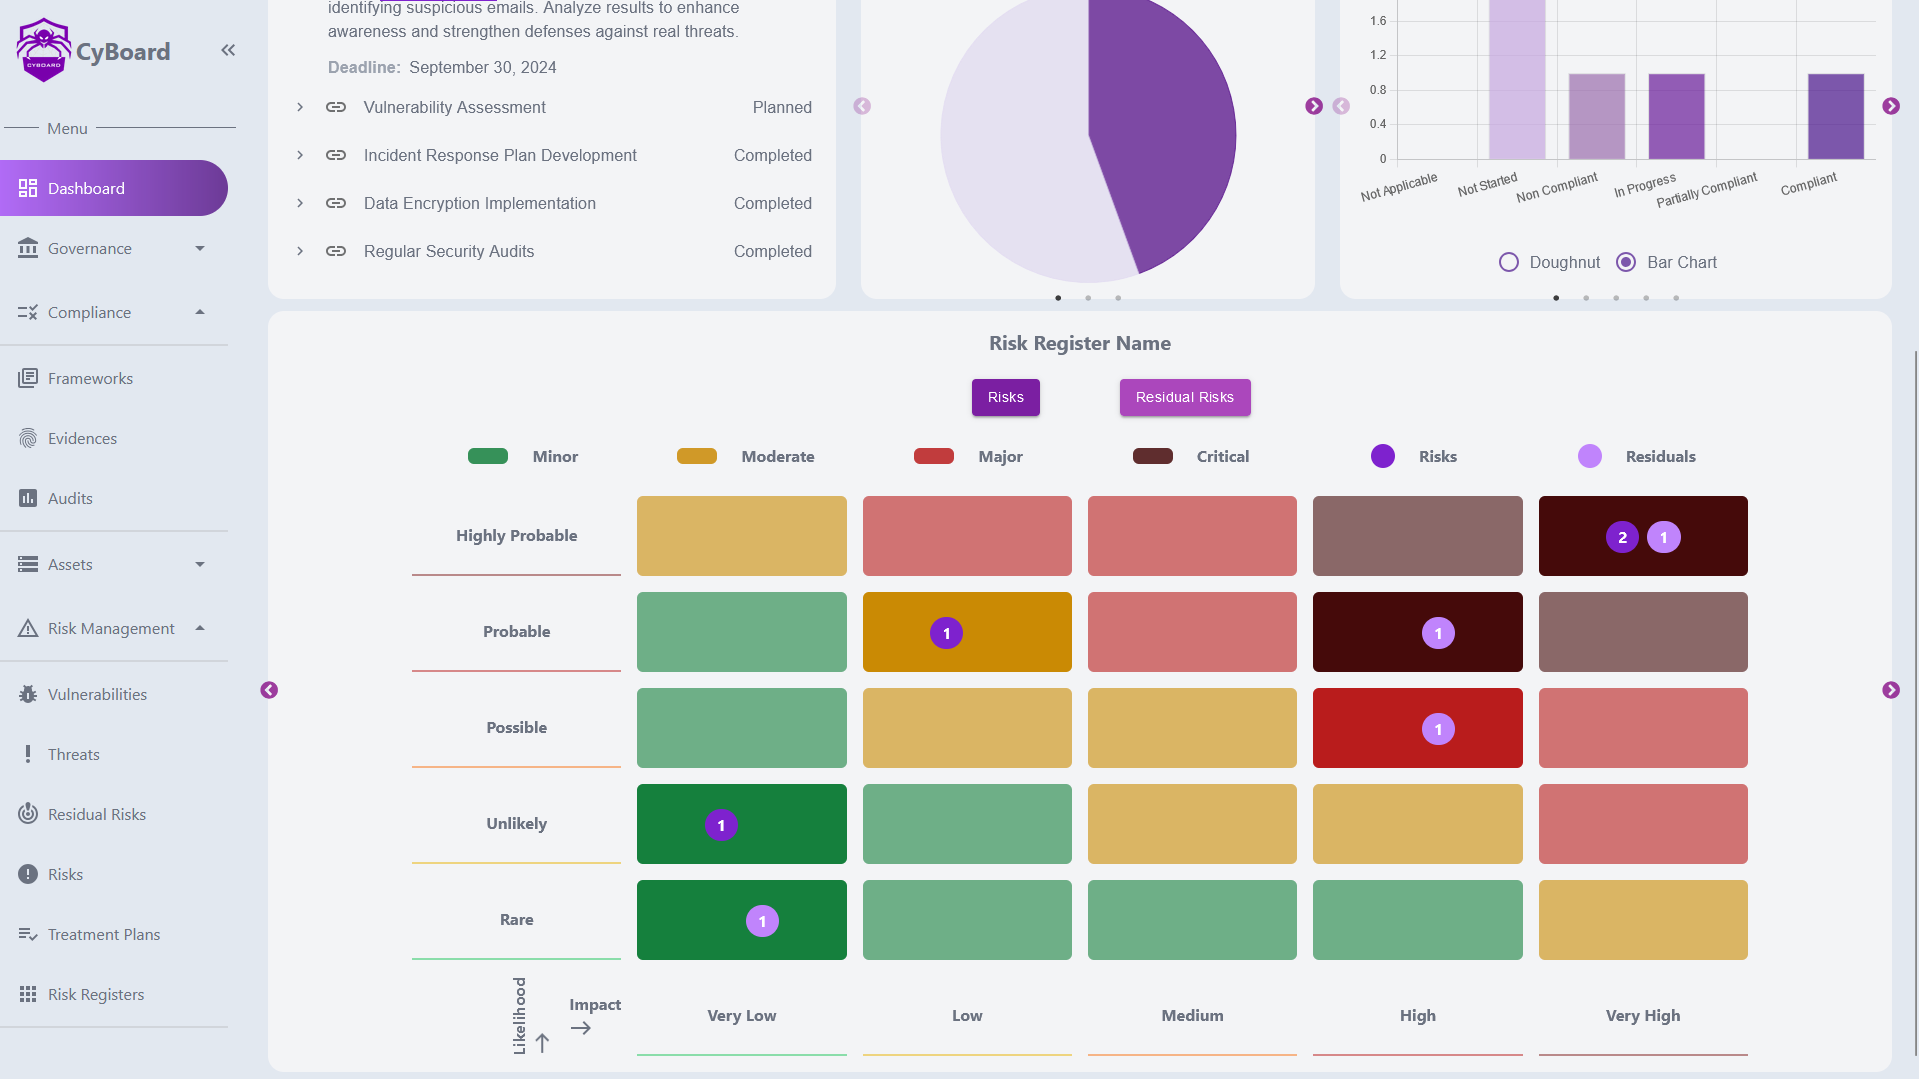 CYBOARD
CyBoard
Menu
Dashboard
Governance
Compliance
Frameworks
Evidences
Audits
Assets
Risk Management
Vulnerabilities
Threats
Residual Risks
Risks
Treatment Plans
Risk Registers
identifying suspicious emails. Analyze results to enhance
awareness and strengthen defenses against real threats.
Deadline: September 30, 2024
Vulnerability Assessment Planned
Incident Response Plan Development Completed
Data Encryption Implementation Completed
Regular Security Audits Completed
1.6
1.2
0.8
0.4
0
Not Applicable
Not Started
Non Compliant
In Progress
Partially Compliant
Compliant
Doughnut Bar Chart
Risk Register Name
Risks Residual Risks
Minor Moderate Major Critical Risks Residuals
Highly Probable 2 1
Probable 1 1
Possible 1
Unlikely 1
Rare 1
Likelihood
Impact
Very Low Low Medium High Very High